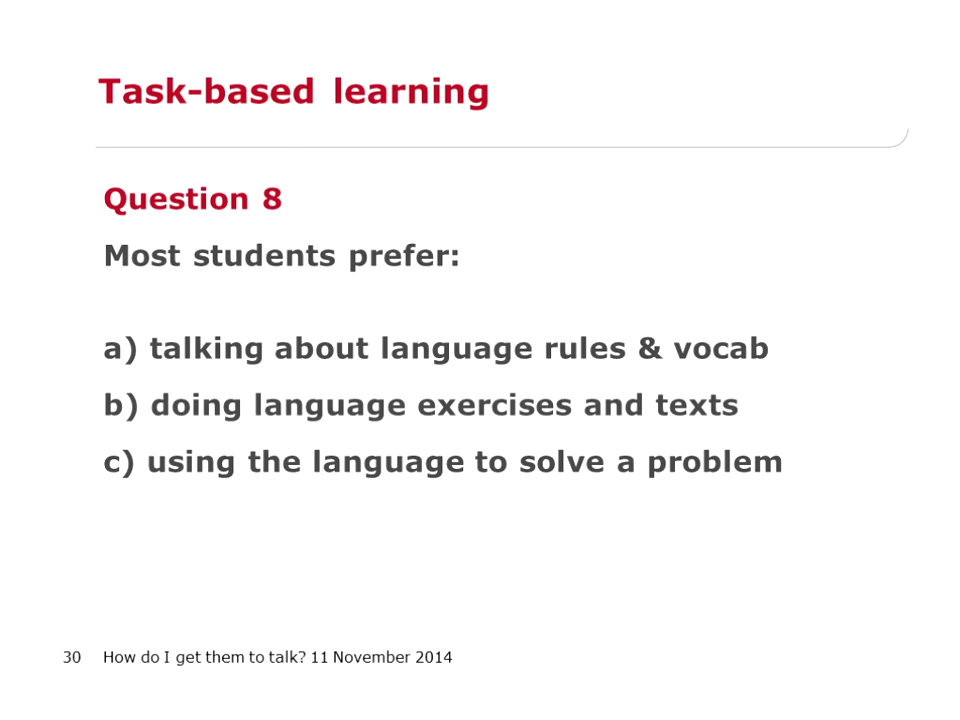 Task-based learning
Question 8
Most students prefer:
a) talking about language rules & vocab
b) doing language exercises and texts
c) using the language to solve a problem
30 How do I get them to talk? 11 November 2014